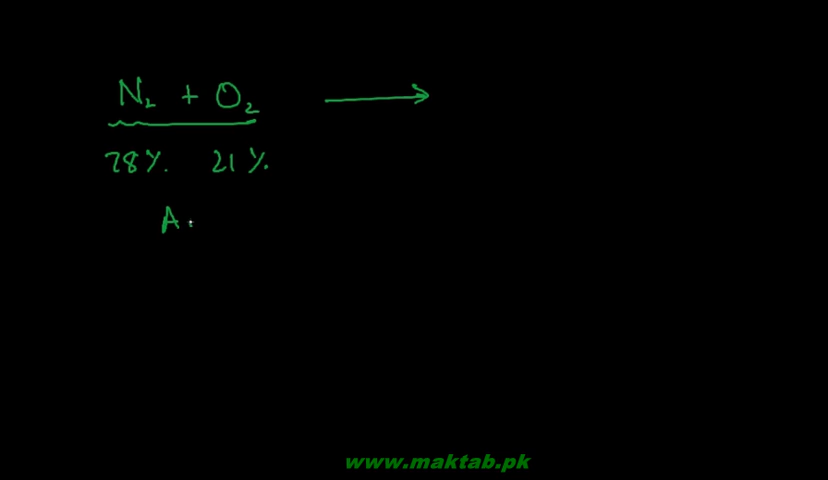 N₂ + O₂ ⟶
78% 21%
A
www.maktab.pk